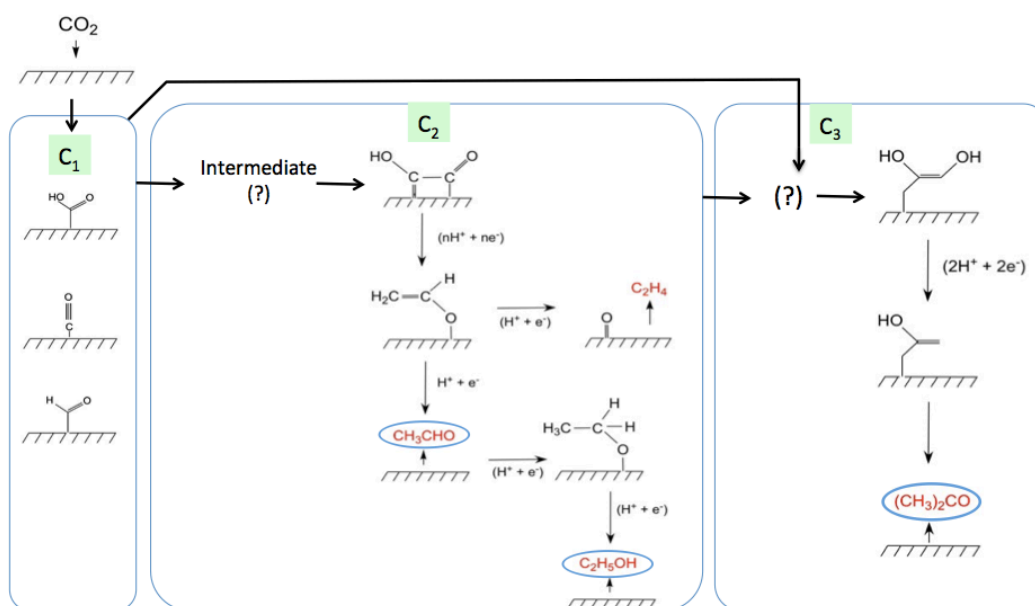 CO₂
C₁
HO
O
O
C
H
O
C₂
Intermediate
(?)
HO
O
C
C
(nH⁺ + ne⁻)
H₂C=C
H
O
(H⁺ + e⁻)
C₂H₄
O
H⁺ + e⁻
CH₃CHO
(H⁺ + e⁻)
H₃C—C—H
H
O
(H⁺ + e⁻)
C₂H₅OH
C₃
(?)
HO
OH
(2H⁺ + 2e⁻)
HO
(CH₃)₂CO